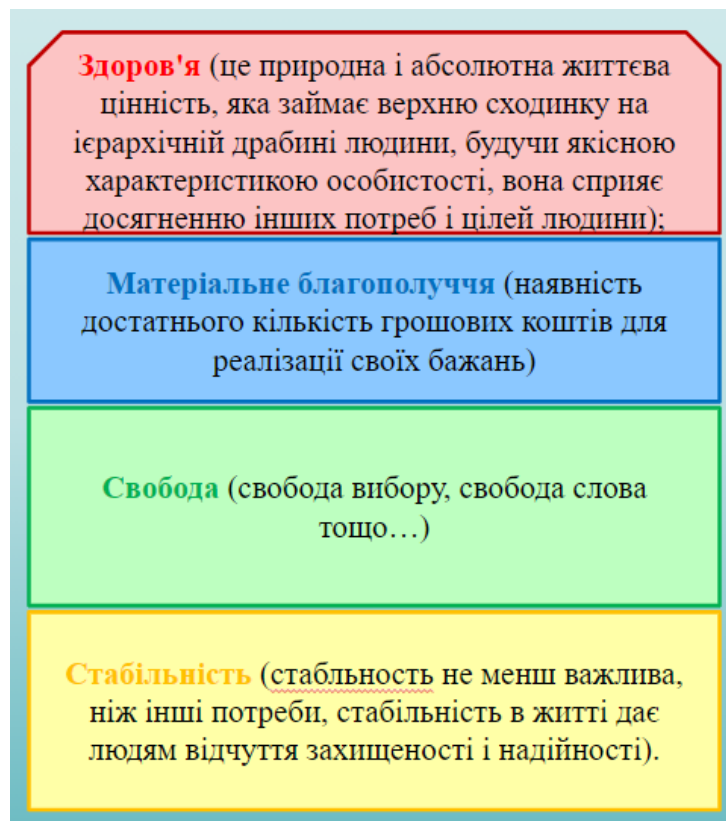 Здоров'я (це природна і абсолютна життєва
цінність, яка займає верхню сходинку на
ієрархічній драбині людини, будучи якісною
характеристикою особистості, вона сприяє
досягненню інших потреб і цілей людини);
Матеріальне благополуччя (наявність
достатнього кількість грошових коштів для
реалізації своїх бажань)
Свобода (свобода вибору, свобода слова
тощо…)
Стабільність (стабльность не менш важлива,
ніж інші потреби, стабільність в житті дає
людям відчуття захищеності і надійності).